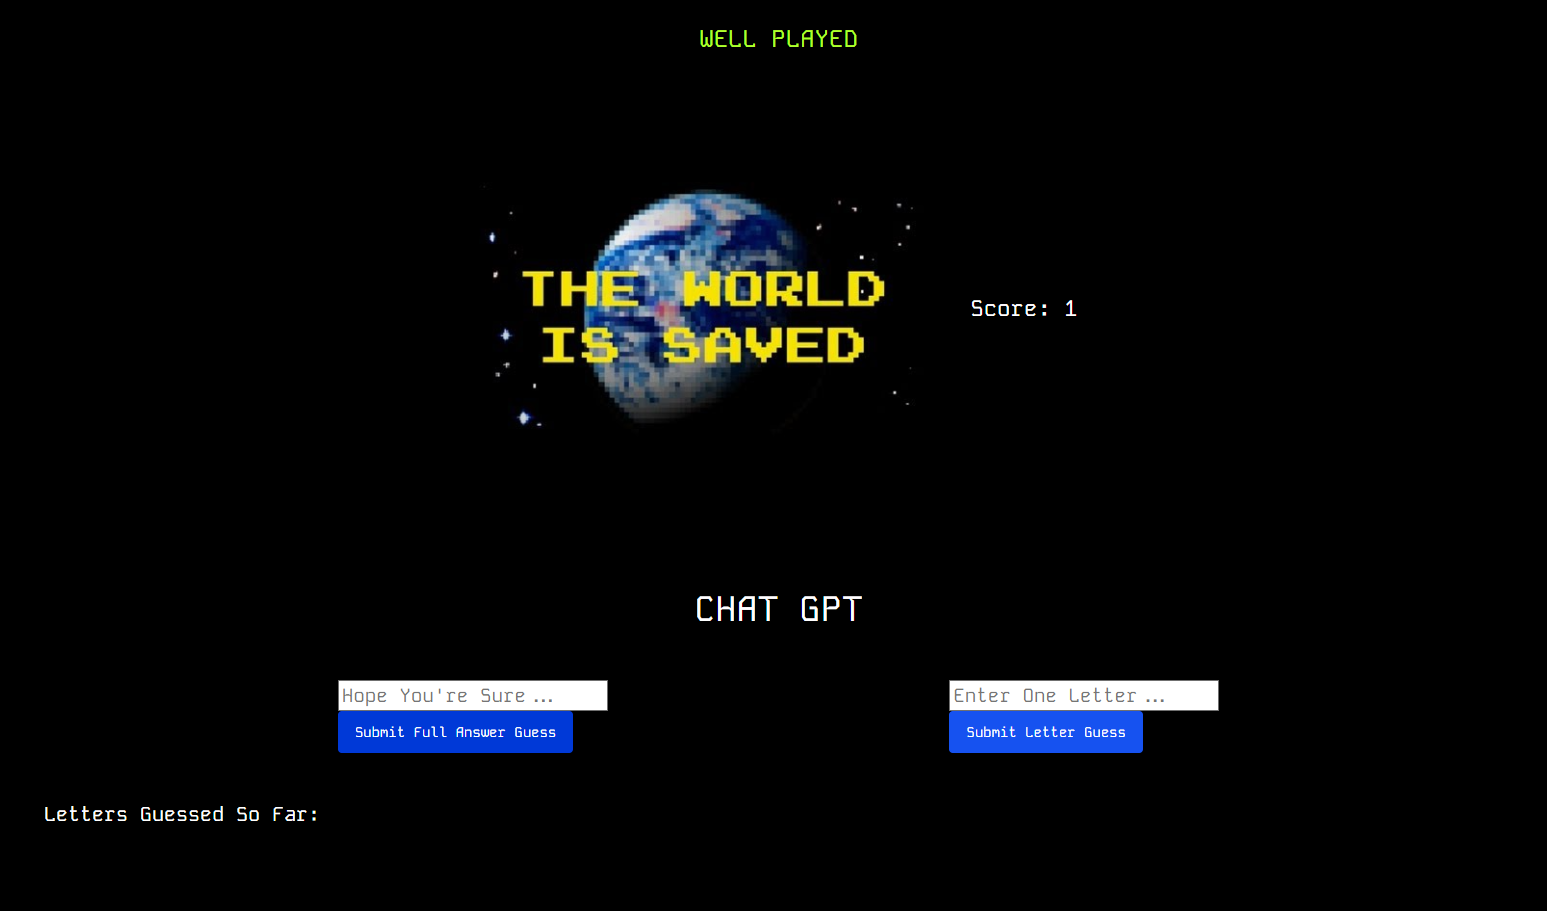 WELL PLAYED
THE WORLD
IS SAVED
Score: 1
CHAT GPT
Hope You're Sure...
Enter One Letter...
Submit Full Answer Guess
Submit Letter Guess
Letters Guessed So Far: